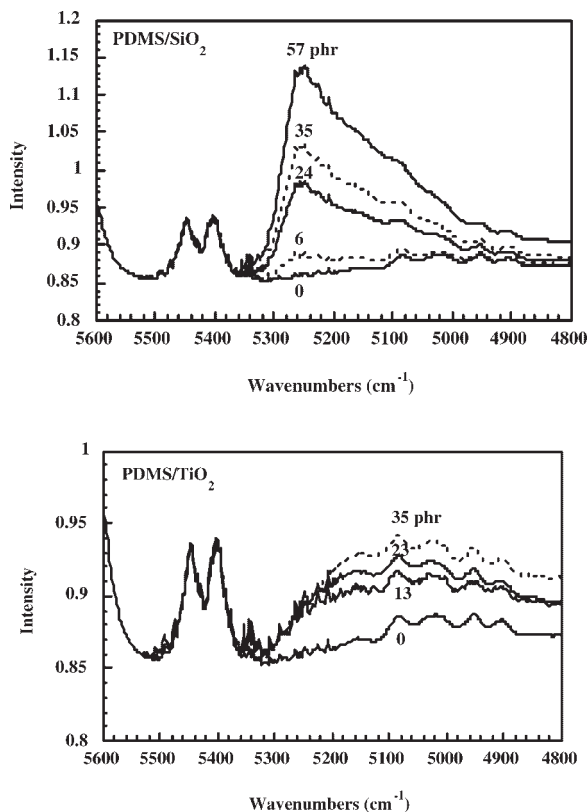 PDMS/SiO2
57 phr
35
24
6
0
Intensity
1.2
1.15
1.1
1.05
1
0.95
0.9
0.85
0.8
5600 5500 5400 5300 5200 5100 5000 4900 4800
Wavenumbers (cm-1)
PDMS/TiO2
35 phr
23
13
0
Intensity
1
0.95
0.9
0.85
0.8
5600 5500 5400 5300 5200 5100 5000 4900 4800
Wavenumbers (cm-1)